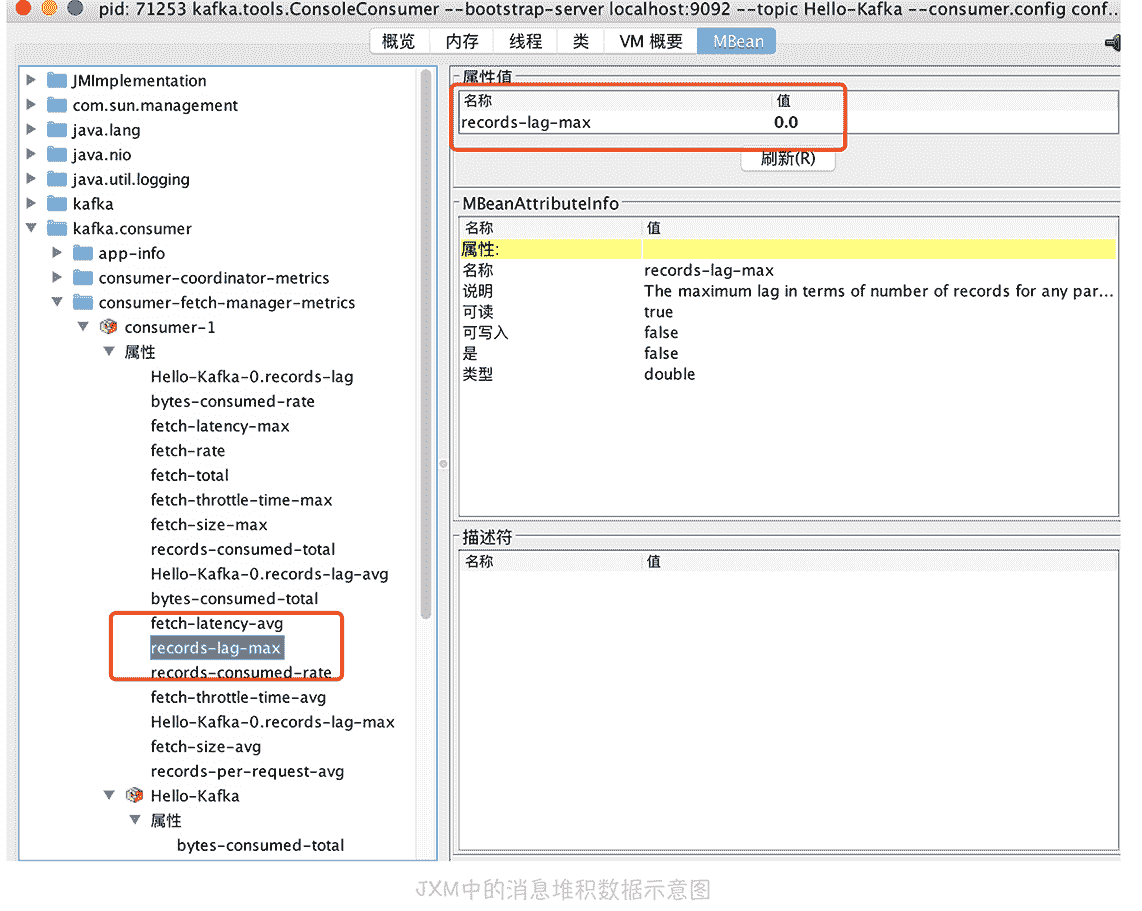 pid: 71253 kafka.tools.ConsoleConsumer --bootstrap-server localhost:9092 --topic Hello-Kafka --consumer.config conf...
概览 内存 线程 类 VM 概要 MBean
JMImplementation
com.sun.management
java.lang
java.nio
java.util.logging
kafka
kafka.consumer
app-info
consumer-coordinator-metrics
consumer-fetch-manager-metrics
consumer-1
属性
Hello-Kafka-0.records-lag
bytes-consumed-rate
fetch-latency-max
fetch-rate
fetch-total
fetch-throttle-time-max
fetch-size-max
records-consumed-total
Hello-Kafka-0.records-lag-avg
bytes-consumed-total
fetch-latency-avg
records-lag-max
records-consumed-rate
fetch-throttle-time-avg
Hello-Kafka-0.records-lag-max
fetch-size-avg
records-per-request-avg
Hello-Kafka
属性
bytes-consumed-total
属性值
名称 值
records-lag-max 0.0
刷新(R)
MBeanAttributeInfo
名称 值
属性:
名称 records-lag-max
说明 The maximum lag in terms of number of records for any par...
可读 true
可写入 false
是 false
类型 double
描述符
名称 值
JXM中的消息堆积数据示意图